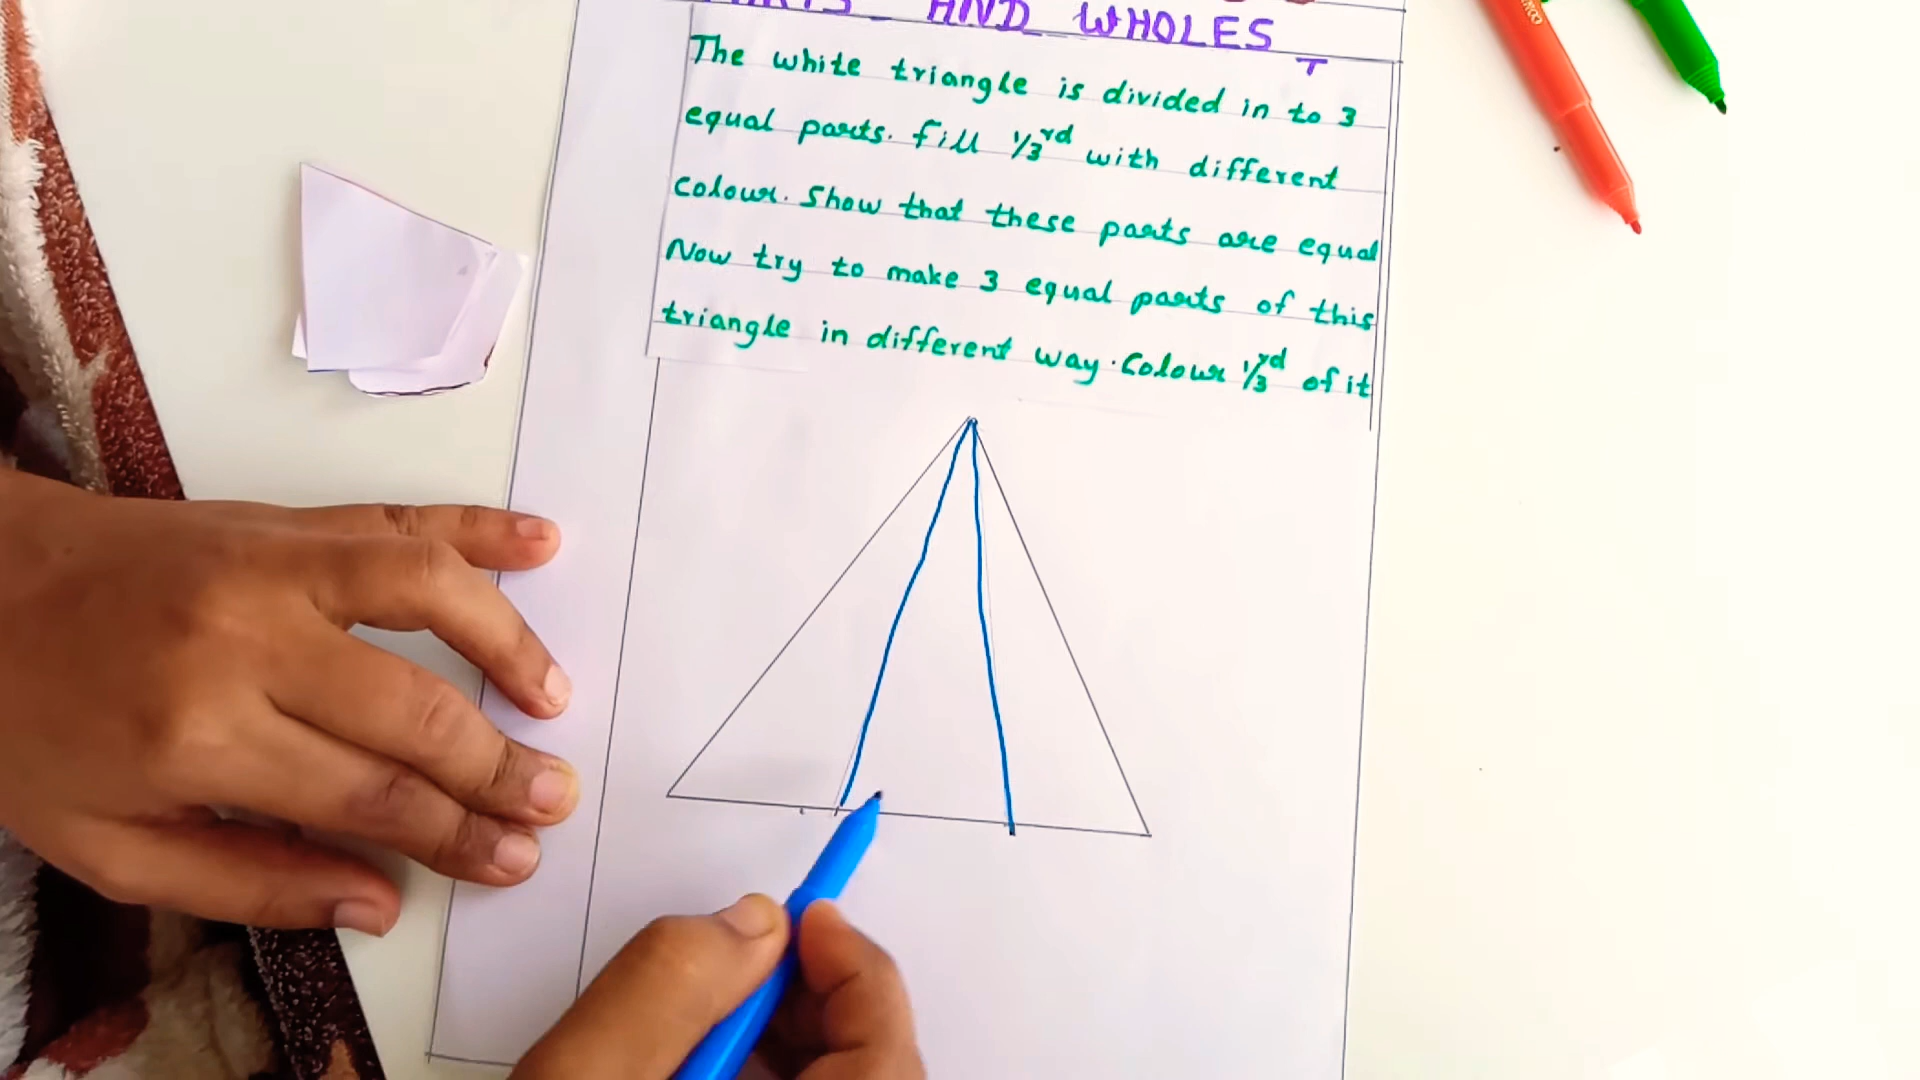 AND WHOLES
The white triangle is divided in to 3
equal parts. fill 1/3rd with different
colour. Show that these parts are equal
Now try to make 3 equal parts of this
triangle in different way. Colour 1/3rd of it